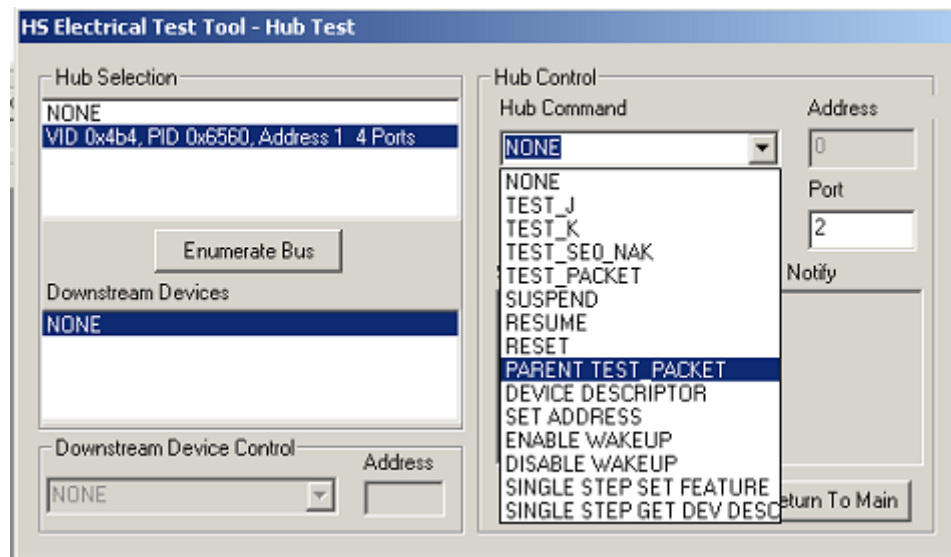 HS Electrical Test Tool - Hub Test
Hub Selection
NONE
VID 0x4b4, PID 0x6560, Address 1 4 Ports
Enumerate Bus
Downstream Devices
NONE
Downstream Device Control
Address
NONE
Hub Control
Hub Command
Address
NONE
0
Port
2
NONE
TEST_J
TEST_K
TEST_SE0_NAK
TEST_PACKET
SUSPEND
RESUME
RESET
PARENT TEST_PACKET
DEVICE DESCRIPTOR
SET ADDRESS
ENABLE WAKEUP
DISABLE WAKEUP
SINGLE STEP SET FEATURE
SINGLE STEP GET DEV DESC
Notify
eturn To Main